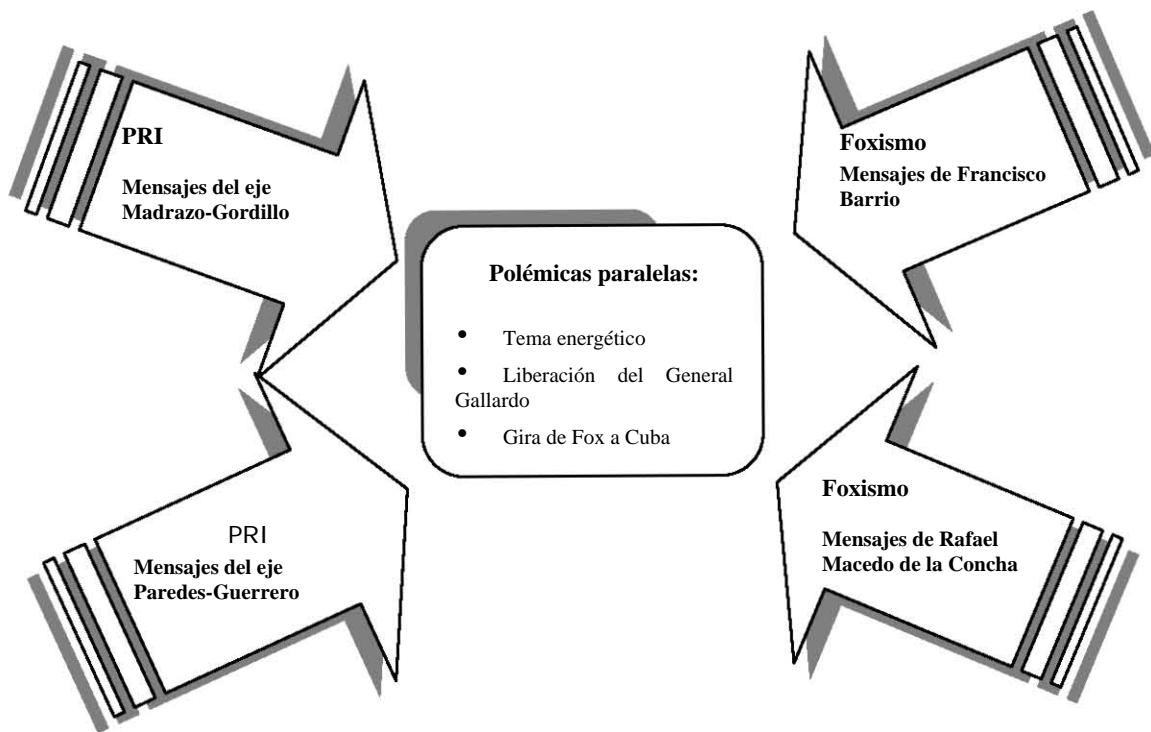 PRI
Mensajes del eje
Madrazo-Gordillo
Foxismo
Mensajes de Francisco
Barrio
Polémicas paralelas:
• Tema energético
• Liberación del General
Gallardo
• Gira de Fox a Cuba
PRI
Mensajes del eje
Paredes-Guerrero
Foxismo
Mensajes de Rafael
Macedo de la Concha